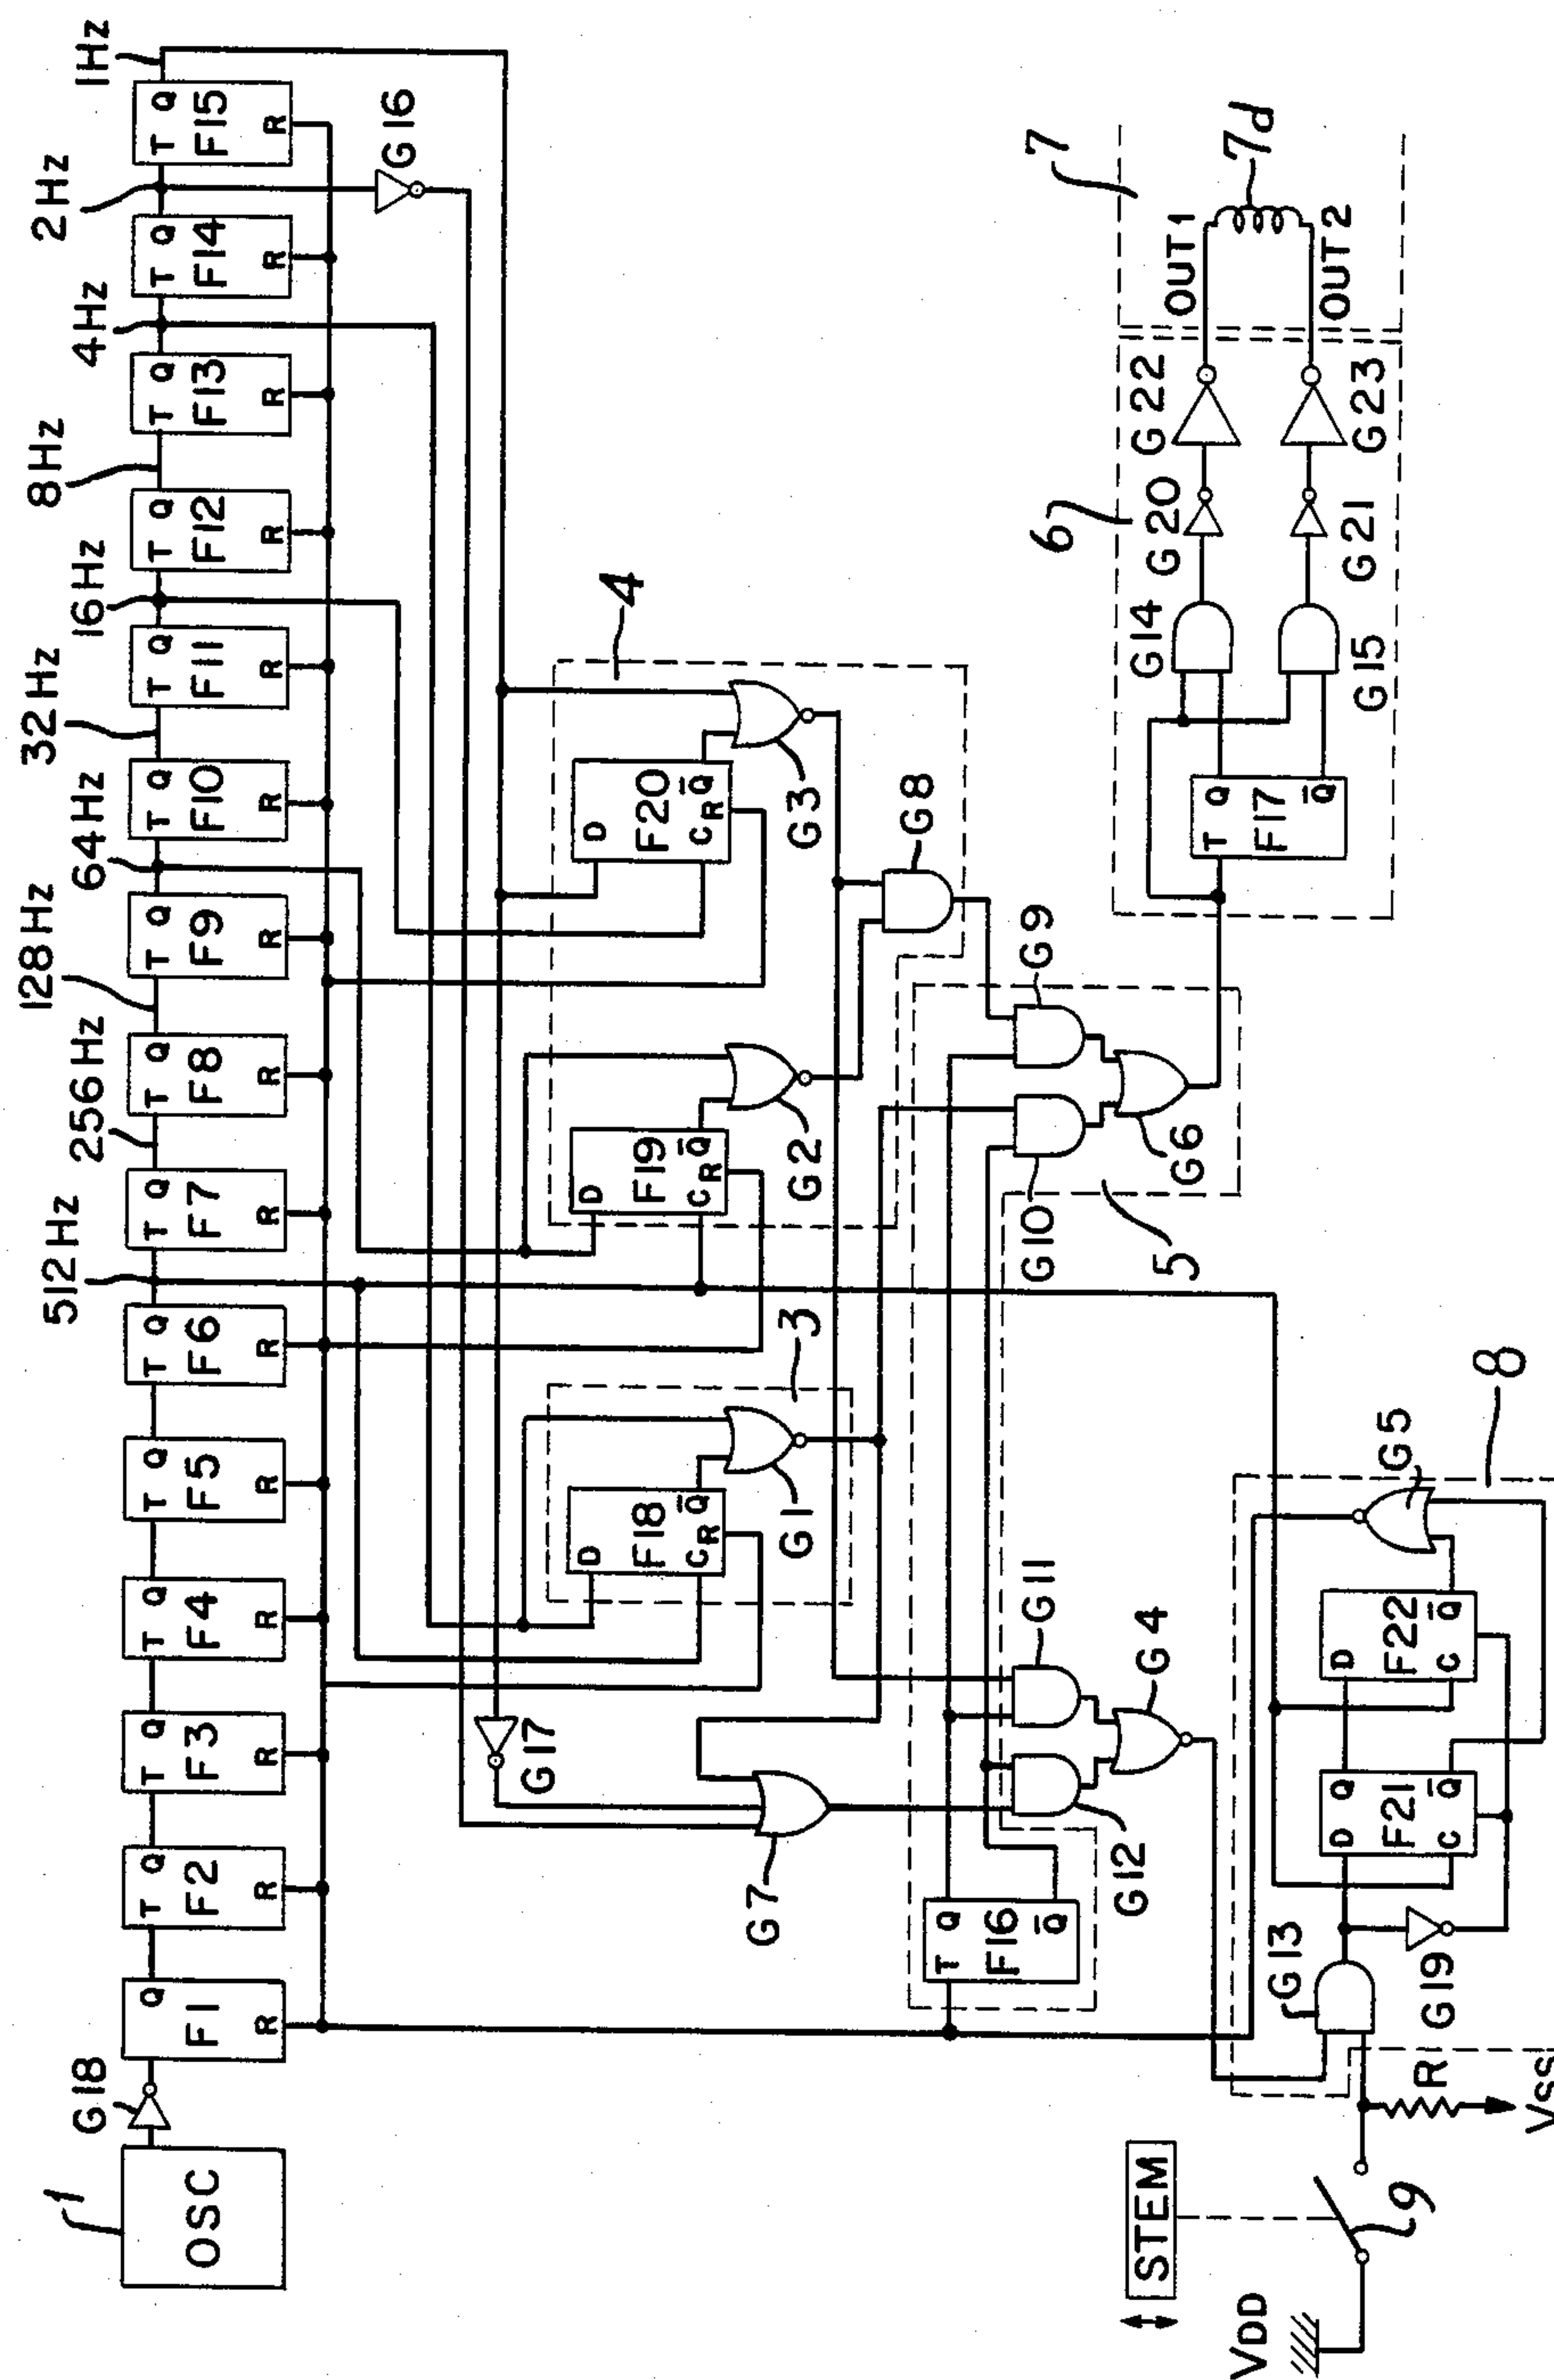 1Hz
2Hz
4Hz
8Hz
16Hz
32Hz
64Hz
128Hz
256Hz
512Hz
1
OSC
G18
F1 Q R
F2 T Q R
F3 T Q R
F4 T Q R
F5 T Q R
F6 T Q R
F7 T Q R
F8 T Q R
F9 T Q R
F10 T Q R
F11 T Q R
F12 T Q R
F13 T Q R
F14 T Q R
F15 T Q R
G16
G17
3
D F18 C R Q̅
G1
4
D F19 C R Q̅
G2
D F20 C R Q̅
G3
G8
G7
T Q F16 Q̅
G12
G11
G4
G10
G9
G6
5
6
T Q F17 Q̅
G14
G15
G20
G21
G22
G23
7
OUT1
OUT2
7d
8
G13
G19
D Q F21 C Q̅
D F22 C Q̅
G5
STEM
VDD
9
R
VSS